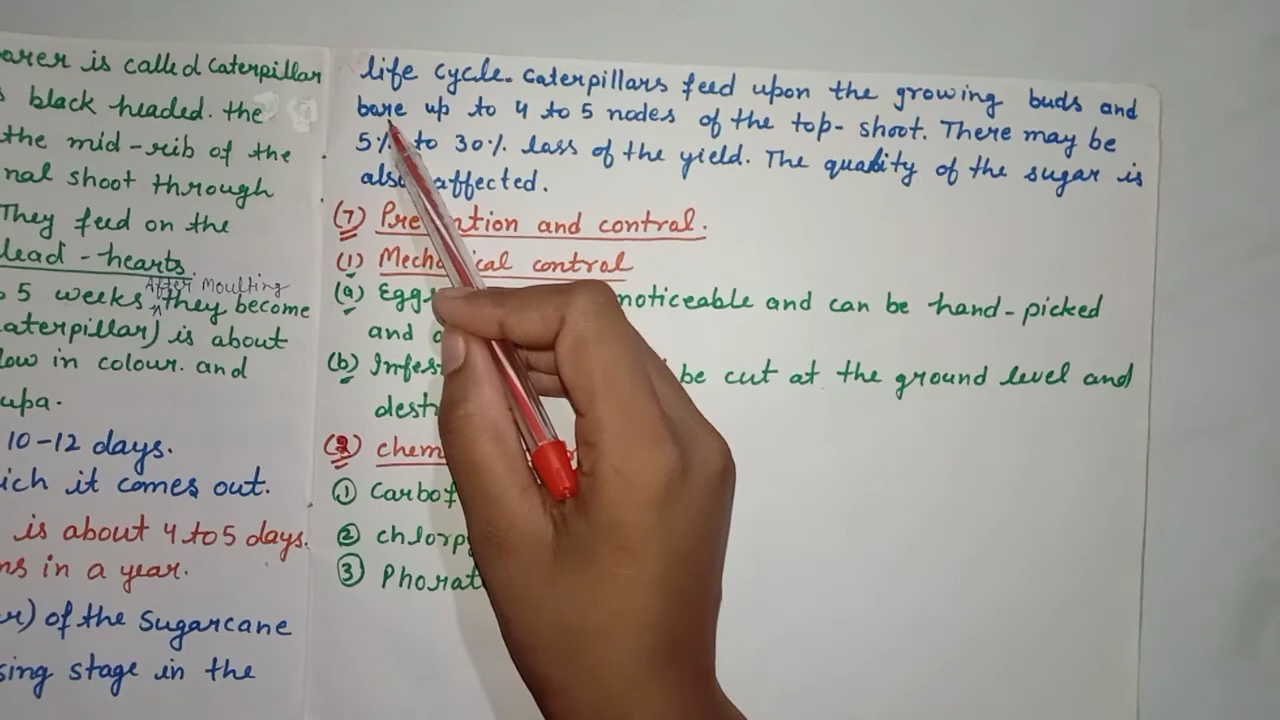 arer is called Caterpillar
black headed. the
the mid-rib of the
nal shoot through
They feed on the
lead-hearts.
After Moulting
5 weeks they become
aterpillar) is about
low in colour. and
upa.
10-12 days.
ich it comes out.
is about 4 to 5 days.
ns in a year.
er) of the Sugarcane
sing stage in the
life cycle. Caterpillars feed upon the growing buds and
bore up to 4 to 5 nodes of the top-shoot. There may be
5% to 30% loss of the yield. The quality of the sugar is
also affected.
(7) Pre ntion and control.
(1) Mech ical control
(a) Egg noticeable and can be hand-picked
and
(b) Infes be cut at the ground level and
dest
(2) chem
① Carbof
② chlorp
③ Phorat